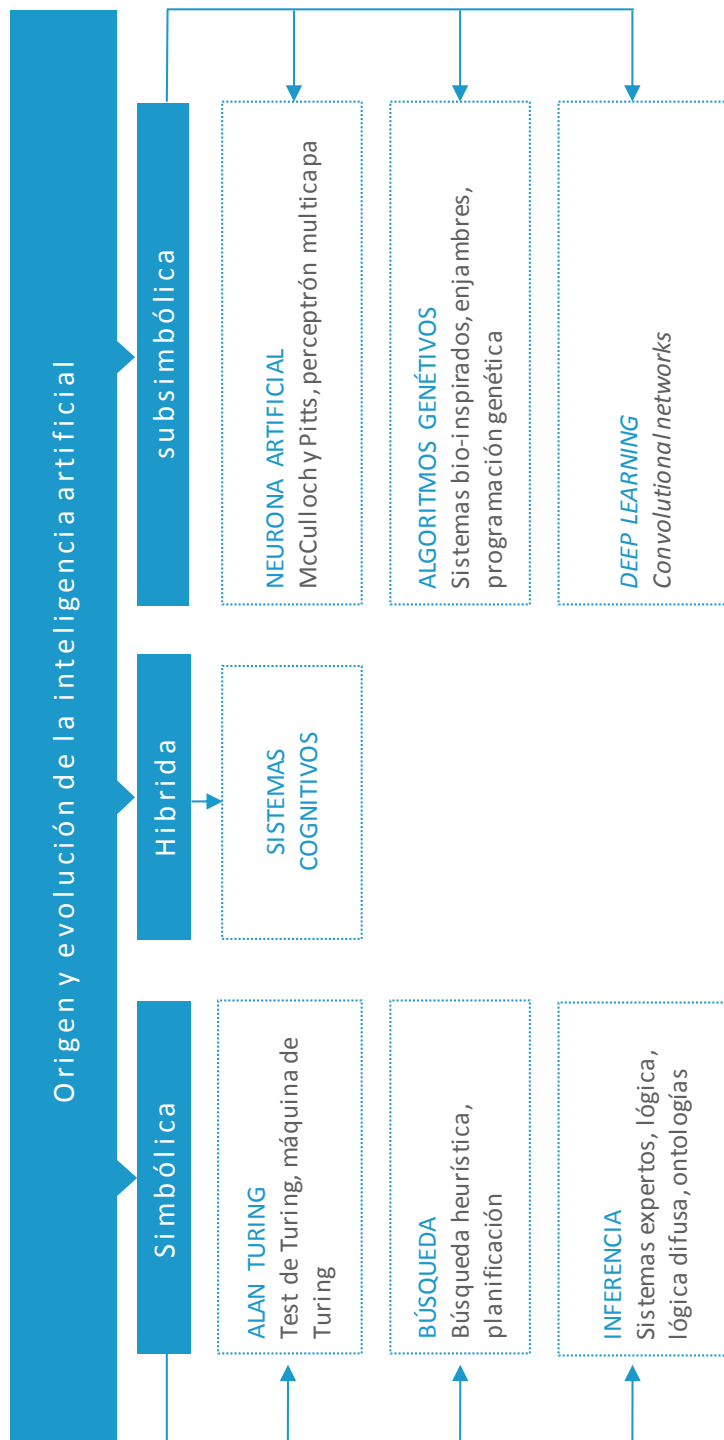 Origen y evolución de la inteligencia artificial
Simbólica
ALAN TURING
Test de Turing, máquina de
Turing
BÚSQUEDA
Búsqueda heurística,
planificación
INFERENCIA
Sistemas expertos, lógica,
lógica difusa, ontologías
Hibrida
SISTEMAS
COGNITIVOS
subsimbólica
NEURONA ARTIFICIAL
McCulloch y Pitts, perceptrón multicapa
ALGORITMOS GENÉTIVOS
Sistemas bio-inspirados, enjambres,
programación genética
DEEP LEARNING
Convolutional networks